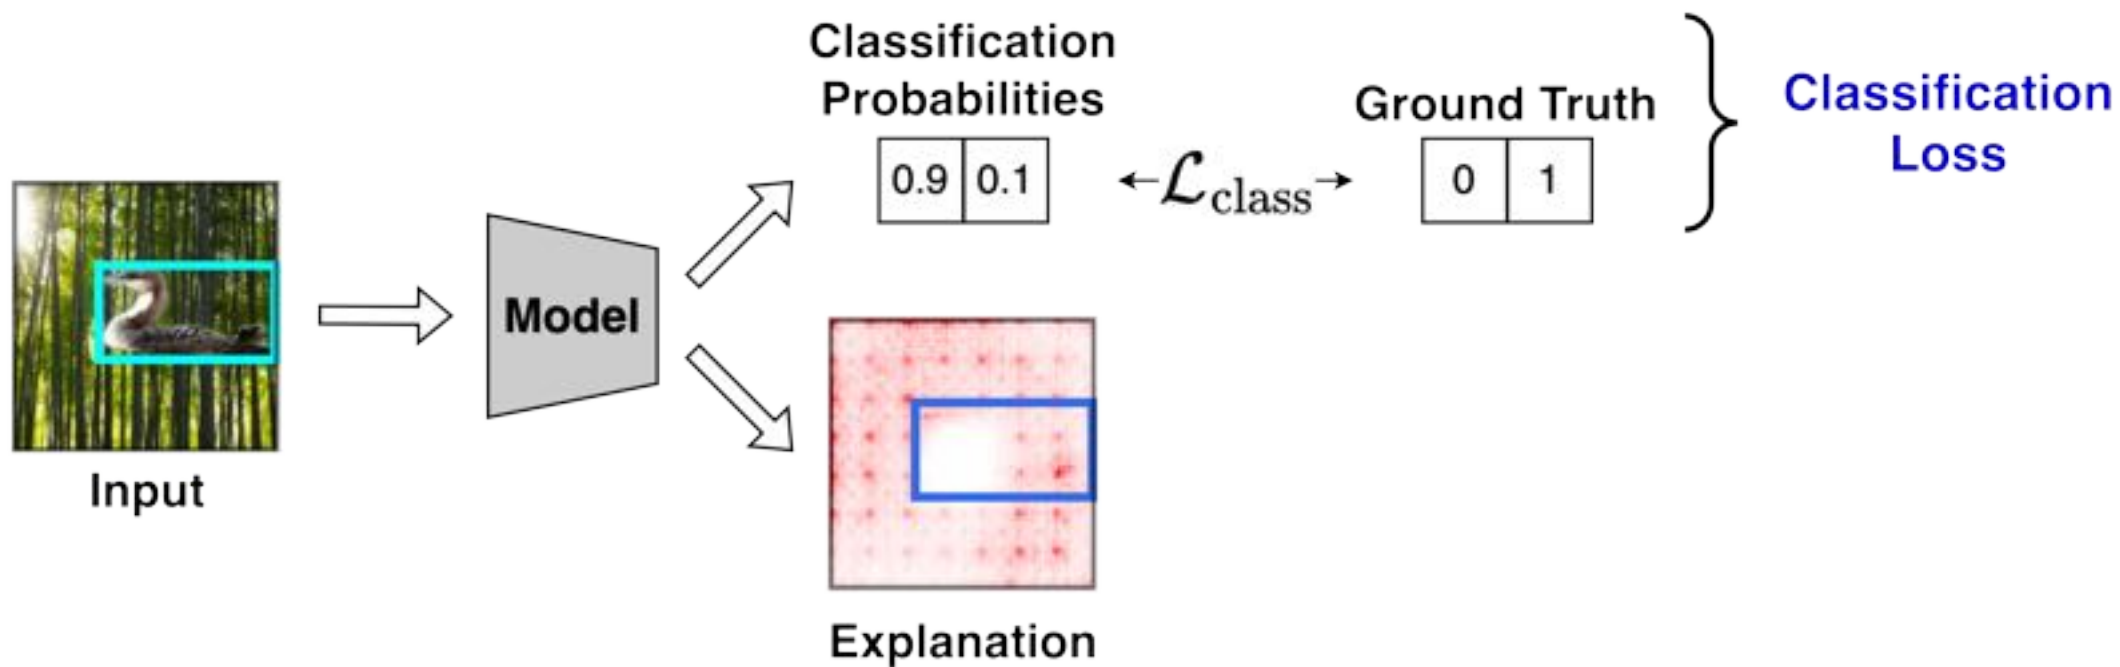 Classification
Probabilities
0.9 0.1
←ℒclass→
Ground Truth
0 1
Classification
Loss
Model
Input
Explanation